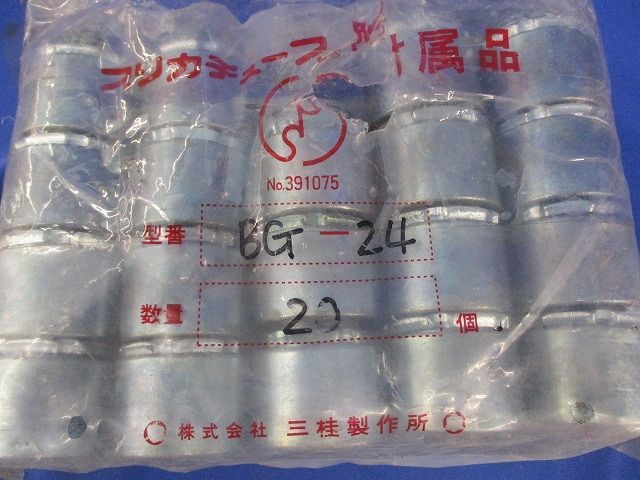 プリカチューブ附属品
No.391075
型番 BG-24
数量 20 個
株式会社 三桂製作所